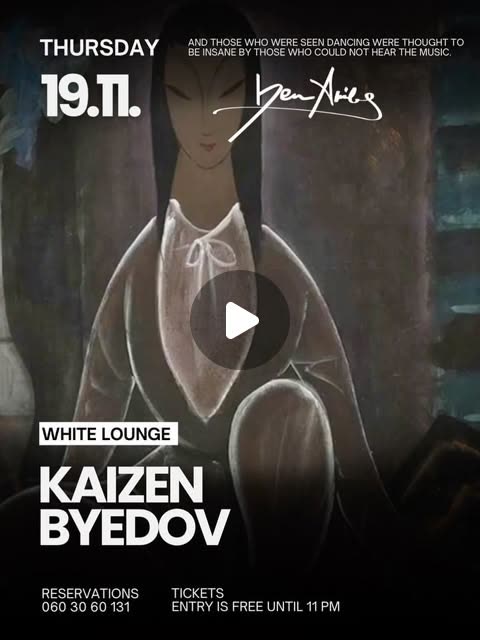 THURSDAY
19.11.
AND THOSE WHO WERE SEEN DANCING WERE THOUGHT TO
BE INSANE BY THOSE WHO COULD NOT HEAR THE MUSIC.
WHITE LOUNGE
KAIZEN
BYEDOV
RESERVATIONS
060 30 60 131
TICKETS
ENTRY IS FREE UNTIL 11 PM